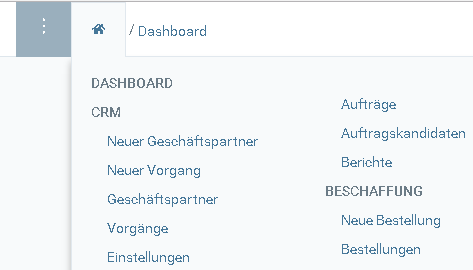 / Dashboard
DASHBOARD
CRM
Neuer Geschäftspartner
Neuer Vorgang
Geschäftspartner
Vorgänge
Einstellungen
Aufträge
Auftragskandidaten
Berichte
BESCHAFFUNG
Neue Bestellung
Bestellungen